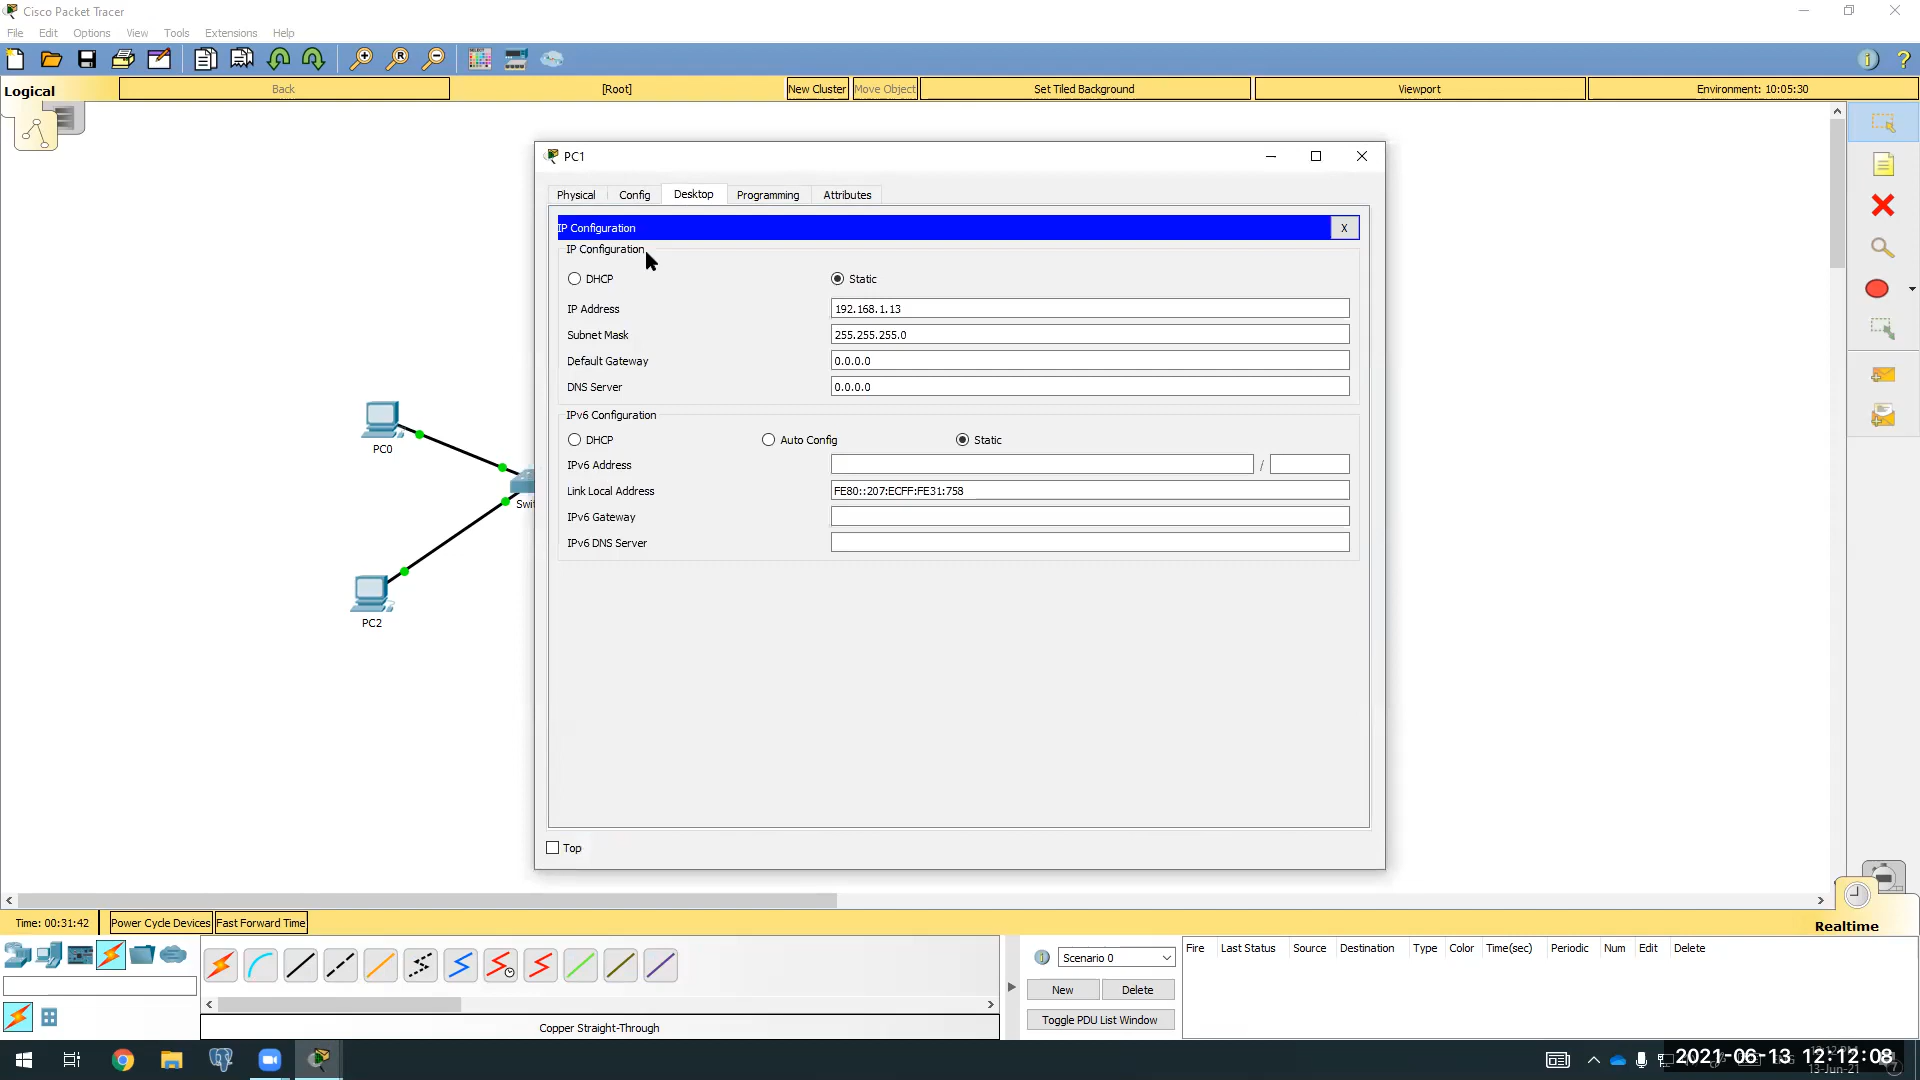 Cisco Packet Tracer
File Edit Options View Tools Extensions Help
Logical Back [Root] New Cluster Move Object Set Tiled Background Viewport Environment: 10:05:30
PC1
Physical Config Desktop Programming Attributes
IP Configuration X
IP Configuration
DHCP Static
IP Address 192.168.1.13
Subnet Mask 255.255.255.0
Default Gateway 0.0.0.0
DNS Server 0.0.0.0
IPv6 Configuration
DHCP Auto Config Static
IPv6 Address /
Link Local Address FE80::207:ECFF:FE31:758
IPv6 Gateway
IPv6 DNS Server
Top
PC0
Swit
PC2
Time: 00:31:42 Power Cycle Devices Fast Forward Time
Realtime
Scenario 0
New Delete
Toggle PDU List Window
Fire Last Status Source Destination Type Color Time(sec) Periodic Num Edit Delete
Copper Straight-Through
2021-06-13 12:12:08
13-Jun-21